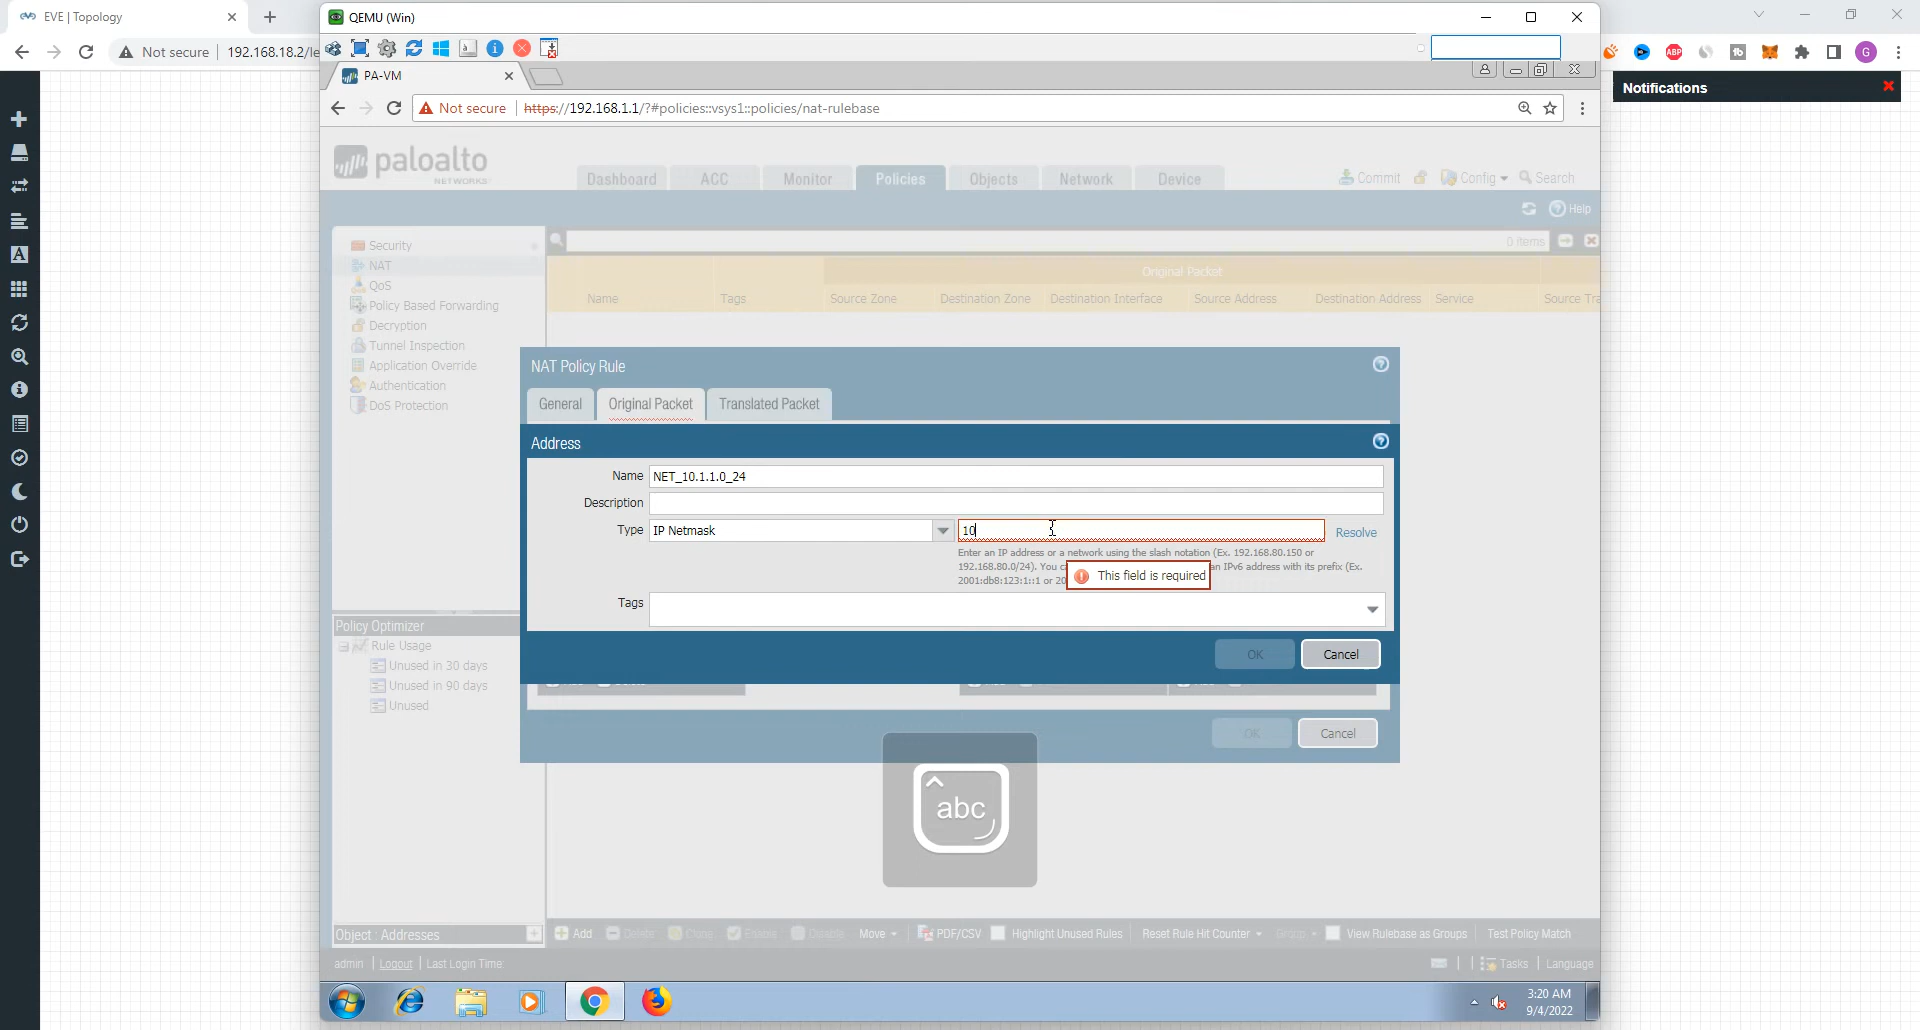 EVE | Topology
Not secure 192.168.18.2/le
QEMU (Win)
PA-VM
Not secure https://192.168.1.1/?#policies::vsys1::policies/nat-rulebase
ABP
G
Notifications
paloalto
NETWORKS
Dashboard ACC Monitor Policies Objects Network Device
Commit Config Search
Help
Security
NAT
QoS
Policy Based Forwarding
Decryption
Tunnel Inspection
Application Override
Authentication
DoS Protection
0 items
Original Packet
Name Tags Source Zone Destination Zone Destination Interface Source Address Destination Address Service Source Tra
NAT Policy Rule
General Original Packet Translated Packet
Address
Name NET_10.1.1.0_24
Description
Type IP Netmask 10 Resolve
Enter an IP address or a network using the slash notation (Ex. 192.168.80.150 or
192.168.80.0/24). You ca an IPv6 address with its prefix (Ex.
2001:db8:123:1::1 or 20
This field is required
Tags
OK Cancel
OK Cancel
Policy Optimizer
Rule Usage
Unused in 30 days
Unused in 90 days
Unused
abc
Object : Addresses
Add Delete Clone Enable Disable Move PDF/CSV Highlight Unused Rules Reset Rule Hit Counter Group View Rulebase as Groups Test Policy Match
admin Logout Last Login Time: Tasks Language
3:20 AM
9/4/2022